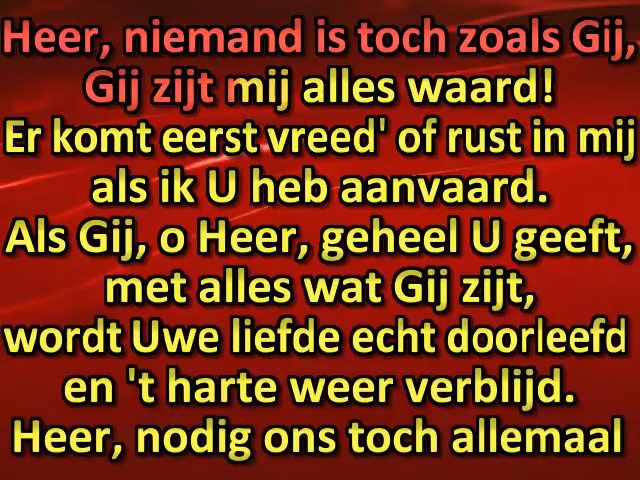 Heer, niemand is toch zoals Gij,
Gij zijt mij alles waard!
Er komt eerst vreed' of rust in mij
als ik U heb aanvaard.
Als Gij, o Heer, geheel U geeft,
met alles wat Gij zijt,
wordt Uwe liefde echt doorleefd
en 't harte weer verblijd.
Heer, nodig ons toch allemaal